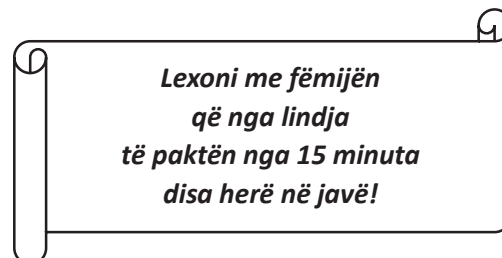 Lexoni me fëmijën
që nga lindja
të paktën nga 15 minuta
disa herë në javë!